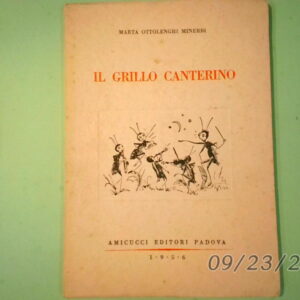 MARTA OTTOLENGHI MINERBI
IL GRILLO CANTERINO
AMICUCCI EDITORI PADOVA
1-9-5-6
09/23/2